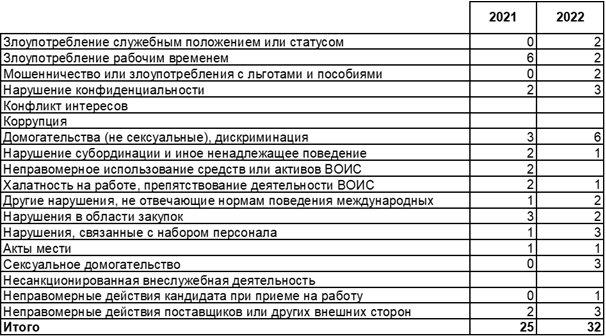 2021 2022
Злоупотребление служебным положением или статусом 0 2
Злоупотребление рабочим временем 6 2
Мошенничество или злоупотребления с льготами и пособиями 0 2
Нарушение конфиденциальности 2 3
Конфликт интересов
Коррупция
Домогательства (не сексуальные), дискриминация 3 6
Нарушение субординации и иное ненадлежащее поведение 2 1
Неправомерное использование средств или активов ВОИС 2
Халатность на работе, препятствование деятельности ВОИС 2 1
Другие нарушения, не отвечающие нормам поведения международных 1 2
Нарушения в области закупок 3 2
Нарушения, связанные с набором персонала 1 3
Акты мести 1 1
Сексуальное домогательство 0 3
Несанкционированная внеслужебная деятельность
Неправомерные действия кандидата при приеме на работу 0 1
Неправомерные действия поставщиков или других внешних сторон 2 3
Итого 25 32